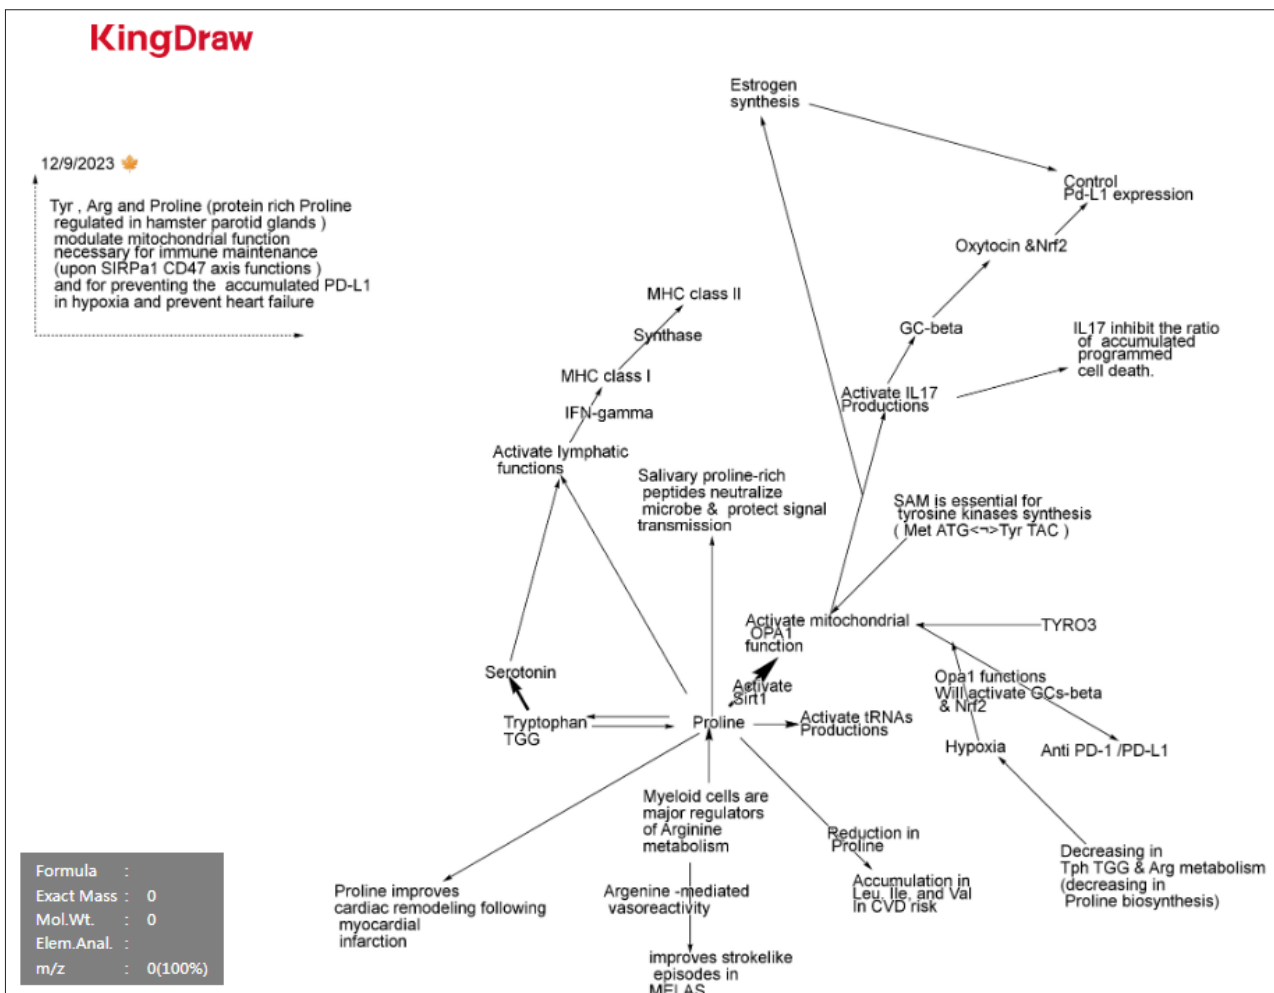 KingDraw
Estrogen
synthesis
12/9/2023
Control
Pd-L1 expression
Tyr , Arg and Proline (protein rich Proline
regulated in hamster parotid glands )
modulate mitochondrial function
necessary for immune maintenance
(upon SIRPa1 CD47 axis functions )
and for preventing the accumulated PD-L1
in hypoxia and prevent heart failure
Oxytocin &Nrf2
MHC class II
Synthase
GC-beta
IL17 inhibit the ratio
of accumulated
programmed
cell death.
MHC class I
IFN-gamma
Activate IL17
Productions
Activate lymphatic
functions
Salivary proline-rich
peptides neutralize
microbe & protect signal
transmission
SAM is essential for
tyrosine kinases synthesis
( Met ATG<¬>Tyr TAC )
Activate mitochondrial
OPA1
function
TYRO3
Serotonin
Activate
Sirt1
Opa1 functions
Will activate GCs-beta
& Nrf2
Tryptophan
TGG
Proline
Activate tRNAs
Productions
Hypoxia
Anti PD-1 /PD-L1
Myeloid cells are
major regulators
of Arginine
metabolism
Reduction in
Proline
Decreasing in
Tph TGG & Arg metabolism
(decreasing in
Proline biosynthesis)
Proline improves
cardiac remodeling following
myocardial
infarction
Argenine -mediated
vasoreactivity
Accumulation in
Leu, Ile, and Val
In CVD risk
improves strokelike
episodes in
MELAS
Formula :
Exact Mass : 0
Mol.Wt. : 0
Elem.Anal. :
m/z : 0(100%)